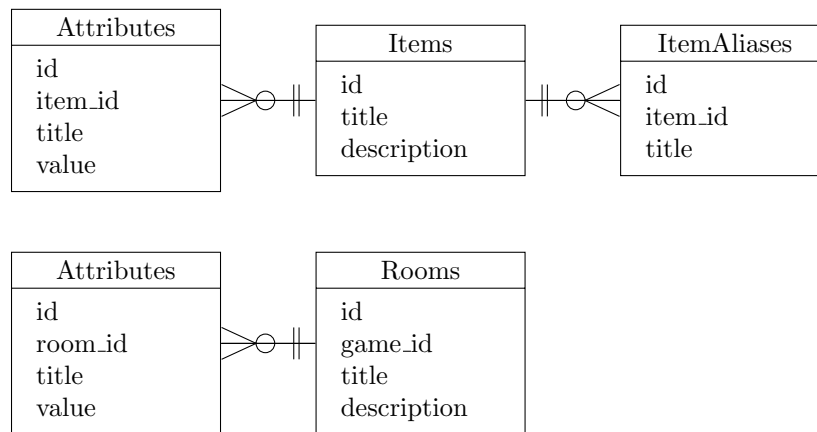 Attributes
id
item_id
title
value
Items
id
title
description
ItemAliases
id
item_id
title
Attributes
id
room_id
title
value
Rooms
id
game_id
title
description